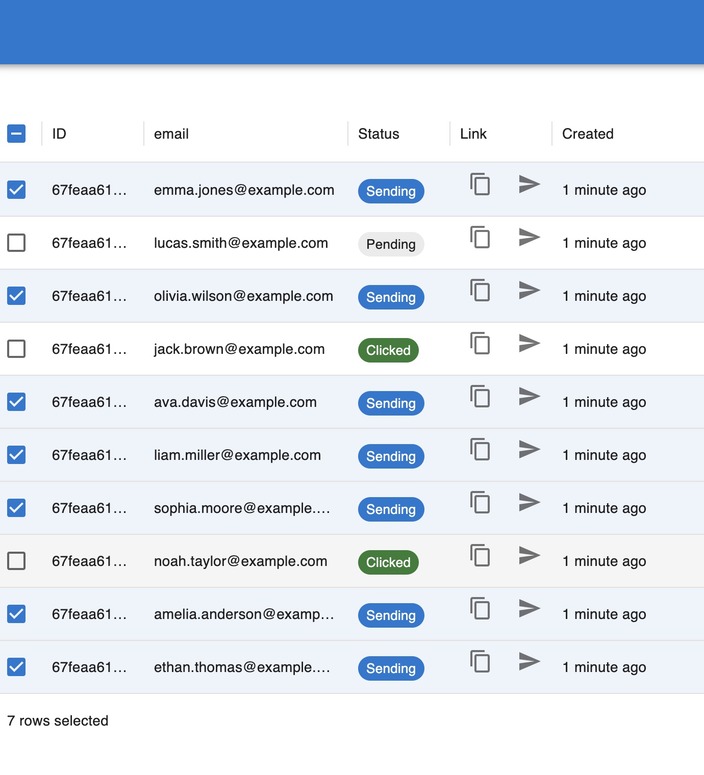 ID email Status Link Created
67feaa61... emma.jones@example.com Sending 1 minute ago
67feaa61... lucas.smith@example.com Pending 1 minute ago
67feaa61... olivia.wilson@example.com Sending 1 minute ago
67feaa61... jack.brown@example.com Clicked 1 minute ago
67feaa61... ava.davis@example.com Sending 1 minute ago
67feaa61... liam.miller@example.com Sending 1 minute ago
67feaa61... sophia.moore@example.... Sending 1 minute ago
67feaa61... noah.taylor@example.com Clicked 1 minute ago
67feaa61... amelia.anderson@examp... Sending 1 minute ago
67feaa61... ethan.thomas@example.... Sending 1 minute ago
7 rows selected